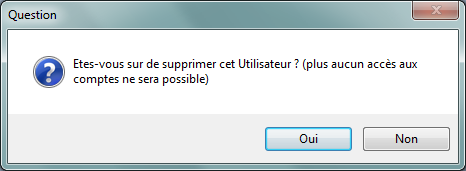 Question
Etes-vous sur de supprimer cet Utilisateur ? (plus aucun accès aux
comptes ne sera possible)
Oui
Non